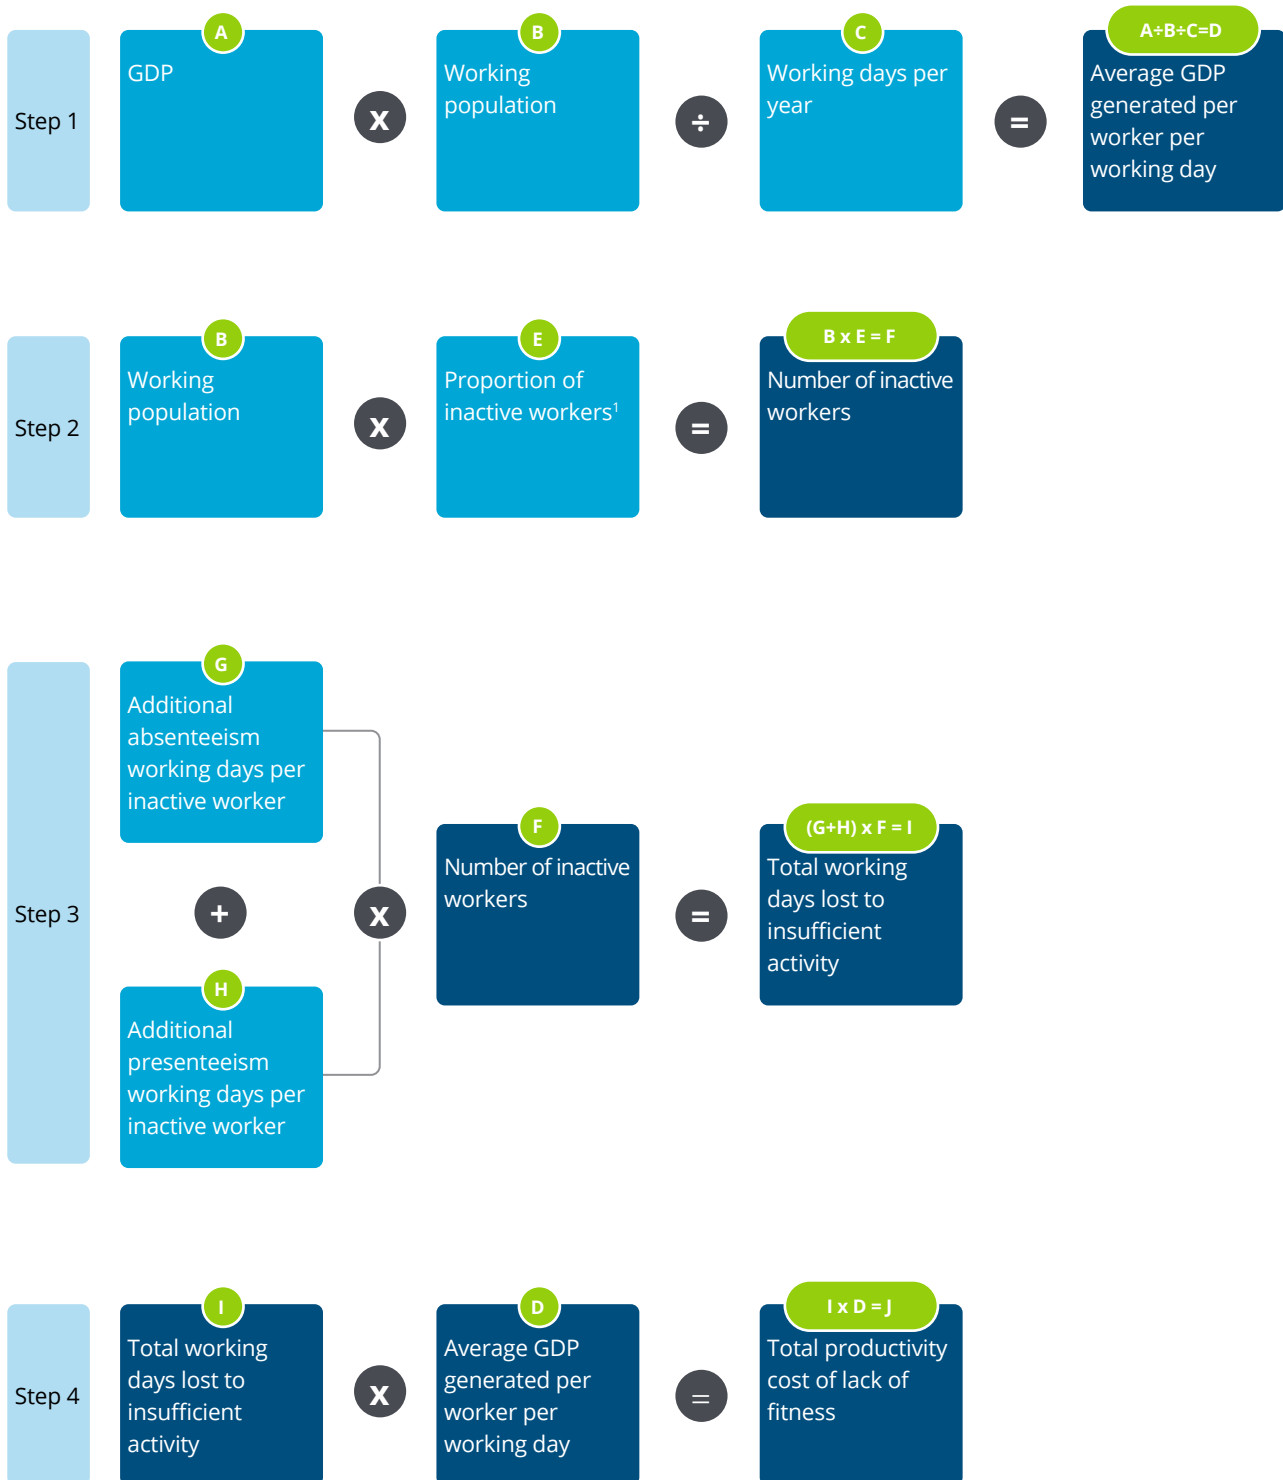 Step 1
A
GDP
x
B
Working
population
÷
C
Working days per
year
=
A÷B÷C=D
Average GDP
generated per
worker per
working day
Step 2
B
Working
population
x
E
Proportion of
inactive workers¹
=
B x E = F
Number of inactive
workers
Step 3
G
Additional
absenteeism
working days per
inactive worker
+
H
Additional
presenteeism
working days per
inactive worker
x
F
Number of inactive
workers
=
(G+H) x F = I
Total working
days lost to
insufficient
activity
Step 4
I
Total working
days lost to
insufficient
activity
x
D
Average GDP
generated per
worker per
working day
=
I x D = J
Total productivity
cost of lack of
fitness